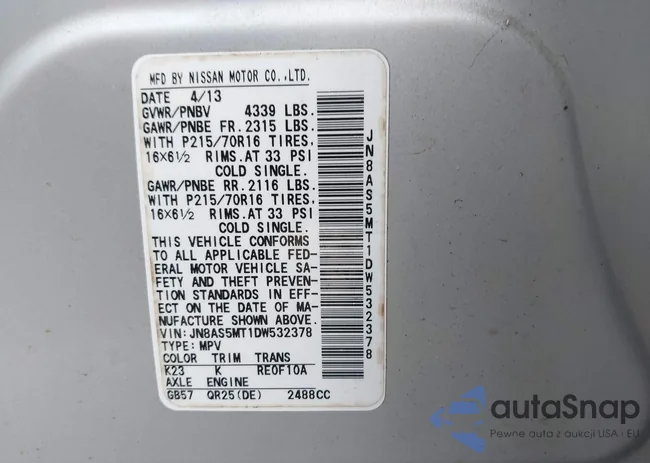 MFD BY NISSAN MOTOR CO.,LTD.
DATE 4/13
GVWR/PNBV 4339 LBS.
GAWR/PNBE FR. 2315 LBS.
WITH P215/70R16 TIRES,
16X6½ RIMS. AT 33 PSI
COLD SINGLE.
GAWR/PNBE RR. 2116 LBS.
WITH P215/70R16 TIRES,
16X6½ RIMS. AT 33 PSI
COLD SINGLE.
THIS VEHICLE CONFORMS
TO ALL APPLICABLE FED-
ERAL MOTOR VEHICLE SA-
FETY AND THEFT PREVEN-
TION STANDARDS IN EFF-
ECT ON THE DATE OF MA-
NUFACTURE SHOWN ABOVE.
VIN: JN8AS5MT1DW532378
TYPE: MPV
COLOR TRIM TRANS
K23 K RE0F10A
AXLE ENGINE
GB57 QR25(DE) 2488CC
JN8AS5MT1DW532378
autaSnap
Pewne auta z aukcji USA i EU